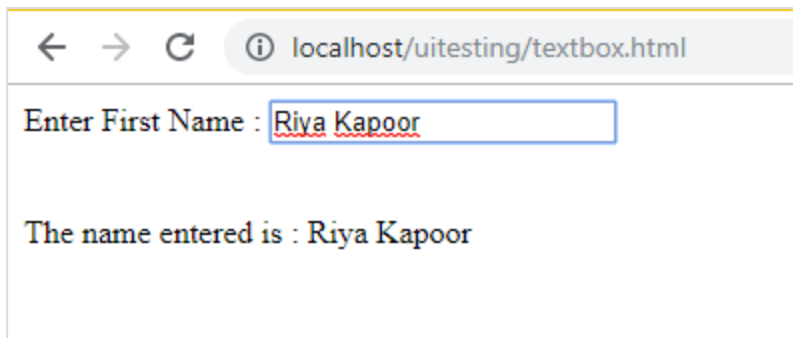 localhost/uitesting/textbox.html
Enter First Name : Riya Kapoor
The name entered is : Riya Kapoor